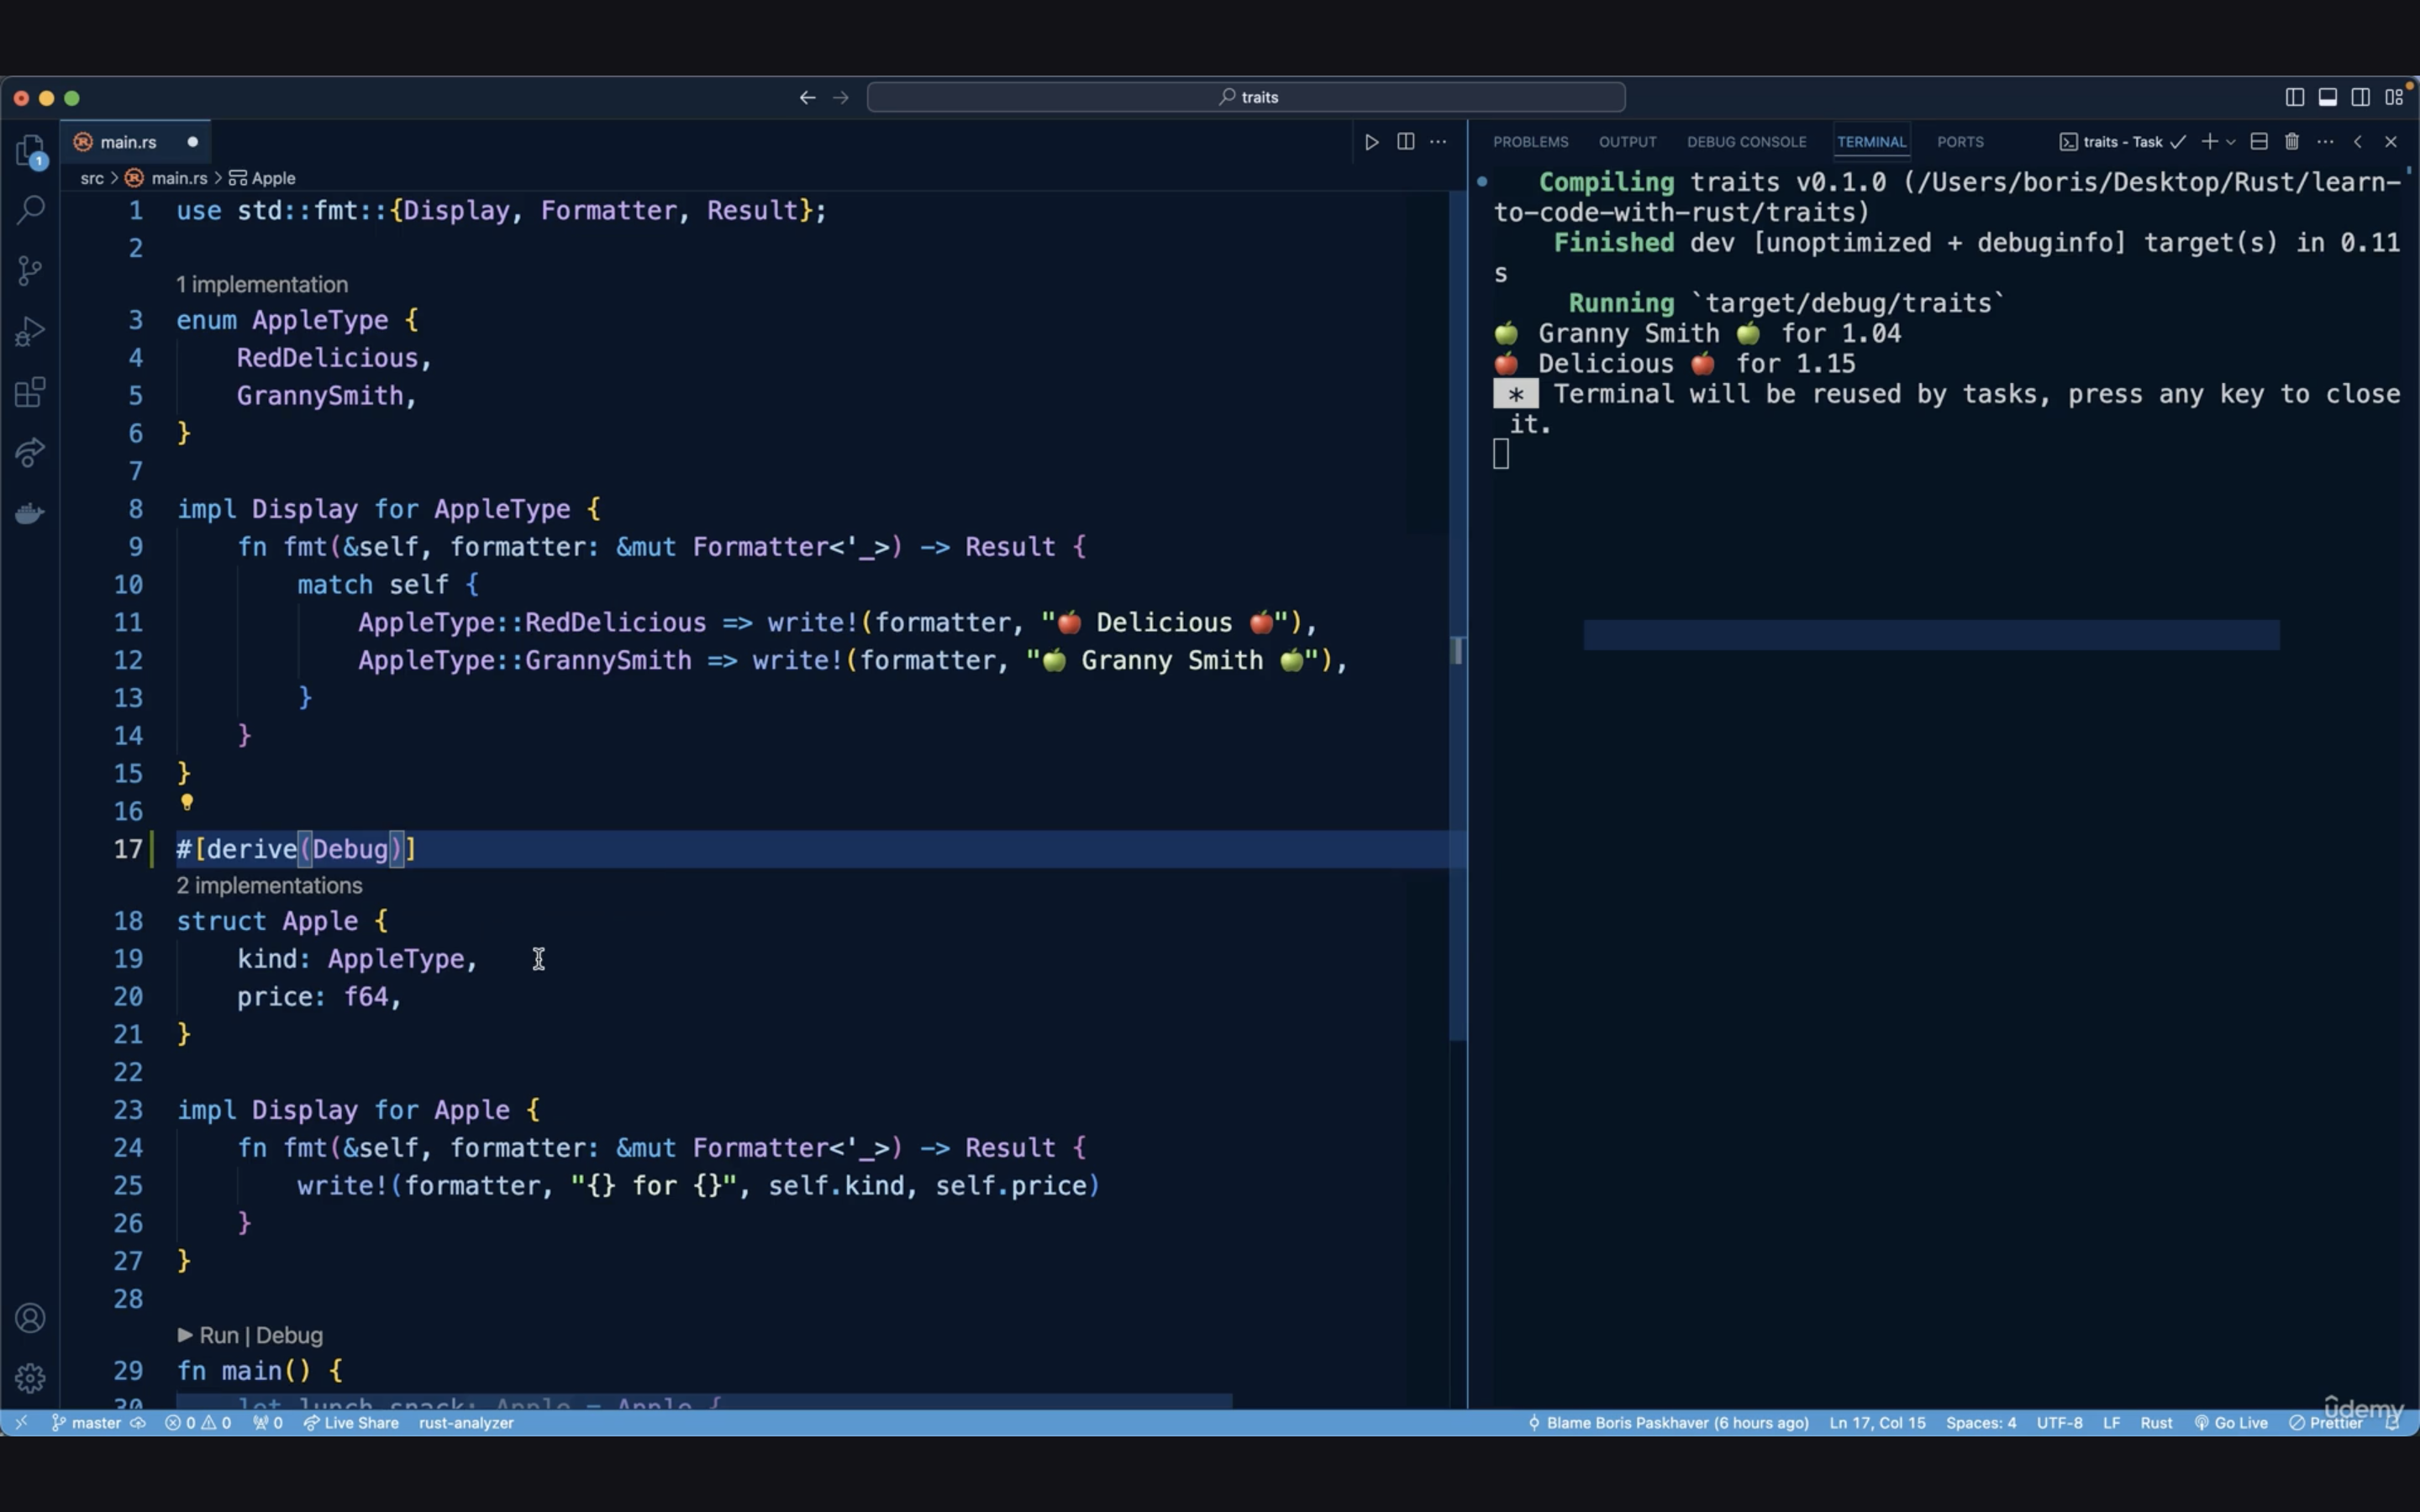 traits
main.rs
src > main.rs > Apple
1 use std::fmt::{Display, Formatter, Result};
2
1 implementation
3 enum AppleType {
4     RedDelicious,
5     GrannySmith,
6 }
7
8 impl Display for AppleType {
9     fn fmt(&self, formatter: &mut Formatter<'_>) -> Result {
10         match self {
11             AppleType::RedDelicious => write!(formatter, "🍎 Delicious 🍎"),
12             AppleType::GrannySmith => write!(formatter, "🍏 Granny Smith 🍏"),
13         }
14     }
15 }
16
17 #[derive(Debug)]
2 implementations
18 struct Apple {
19     kind: AppleType,
20     price: f64,
21 }
22
23 impl Display for Apple {
24     fn fmt(&self, formatter: &mut Formatter<'_>) -> Result {
25         write!(formatter, "{} for {}", self.kind, self.price)
26     }
27 }
28
▶ Run | Debug
29 fn main() {
30     let lunch_snack: Apple = Apple {
PROBLEMS OUTPUT DEBUG CONSOLE TERMINAL PORTS traits - Task
Compiling traits v0.1.0 (/Users/boris/Desktop/Rust/learn-
to-code-with-rust/traits)
Finished dev [unoptimized + debuginfo] target(s) in 0.11
s
Running `target/debug/traits`
🍏 Granny Smith 🍏 for 1.04
🍎 Delicious 🍎 for 1.15
* Terminal will be reused by tasks, press any key to close
it.
1
master 0 0 0 Live Share rust-analyzer Blame Boris Paskhaver (6 hours ago) Ln 17, Col 15 Spaces: 4 UTF-8 LF Rust Go Live Prettier
udemy